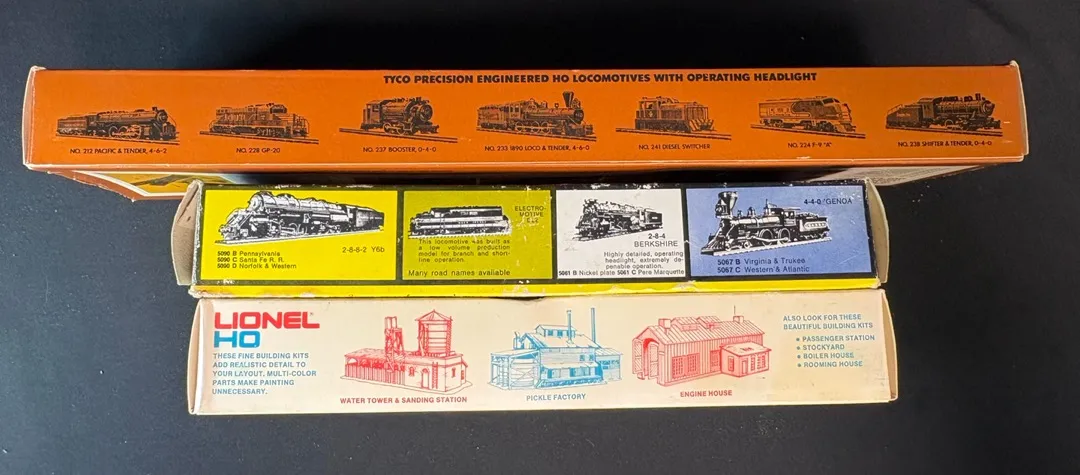 TYCO PRECISION ENGINEERED HO LOCOMOTIVES WITH OPERATING HEADLIGHT
NO. 212 PACIFIC & TENDER, 4-6-2
NO. 228 GP-20
NO. 237 BOOSTER, 0-4-0
NO. 233 1890 LOCO & TENDER, 4-6-0
NO. 241 DIESEL SWITCHER
NO. 224 F-9 "A"
NO. 238 SHIFTER & TENDER, 0-4-0
2-8-8-2 Y6b
5090 B Pennsylvania
5090 C Santa Fe R. R.
5090 D Norfolk & Western
ELECTRO-
MOTIVE
This locomotive was built as
a low volume production
model for branch and short-
line operation.
Many road names available
2-8-4
BERKSHIRE
Highly detailed, operating
headlight, extremely de-
pendable operation.
5061 B Nickel plate 5061 C Pere Marquette
4-4-0 "GENOA"
5067 B Virginia & Truckee
5067 C Western & Atlantic
LIONEL
HO
THESE FINE BUILDING KITS
ADD REALISTIC DETAIL TO
YOUR LAYOUT. MULTI-COLOR
PARTS MAKE PAINTING
UNNECESSARY.
WATER TOWER & SANDING STATION
PICKLE FACTORY
ENGINE HOUSE
ALSO LOOK FOR THESE
BEAUTIFUL BUILDING KITS
• PASSENGER STATION
• STOCKYARD
• BOILER HOUSE
• ROOMING HOUSE